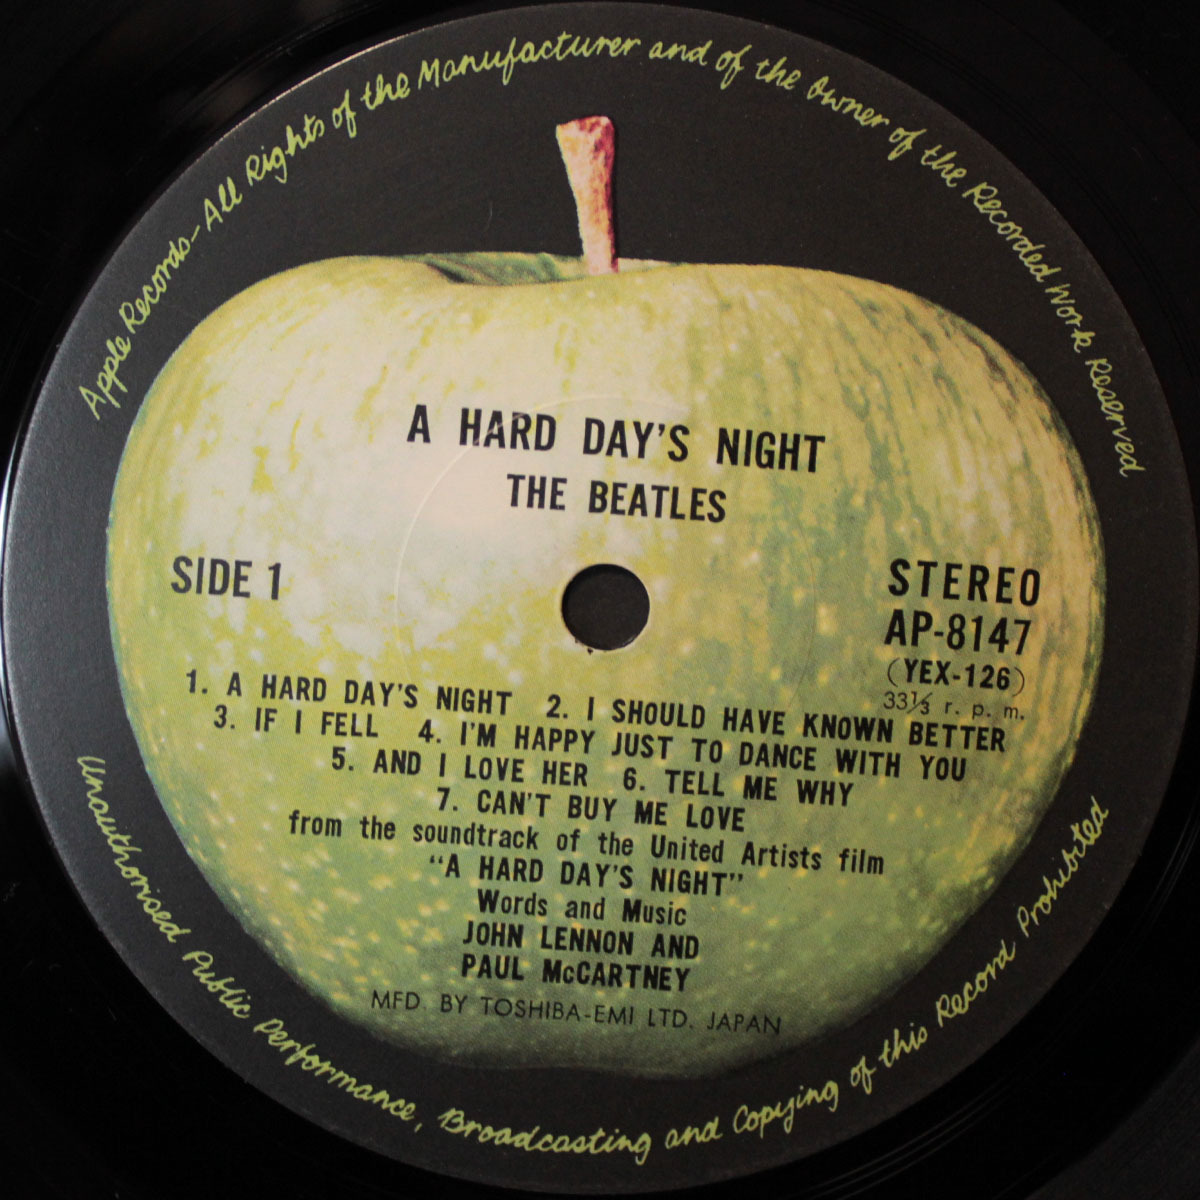 Apple Records-All Rights of the Manufacturer and of the Owner of the Recorded Work Reserved
A HARD DAY'S NIGHT
THE BEATLES
SIDE 1
STEREO
AP-8147
(YEX-126)
33⅓ r. p. m.
1. A HARD DAY'S NIGHT 2. I SHOULD HAVE KNOWN BETTER
3. IF I FELL 4. I'M HAPPY JUST TO DANCE WITH YOU
5. AND I LOVE HER 6. TELL ME WHY
7. CAN'T BUY ME LOVE
from the soundtrack of the United Artists film
"A HARD DAY'S NIGHT"
Words and Music
JOHN LENNON AND
PAUL McCARTNEY
MFD. BY TOSHIBA-EMI LTD. JAPAN
Unauthorised Public Performance, Broadcasting and Copying of this Record Prohibited